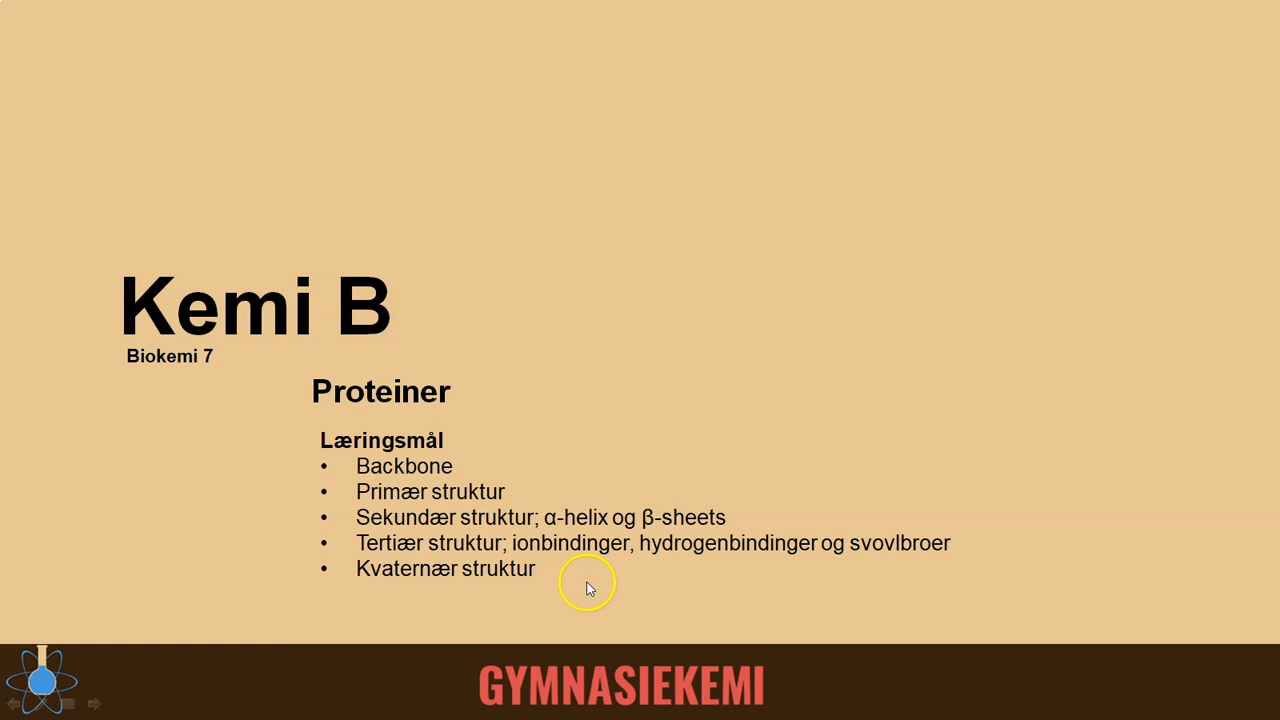 Kemi B
Biokemi 7
Proteiner
Læringsmål
• Backbone
• Primær struktur
• Sekundær struktur; α-helix og β-sheets
• Tertiær struktur; ionbindinger, hydrogenbindinger og svovlbroer
• Kvaternær struktur
GYMNASIEKEMI